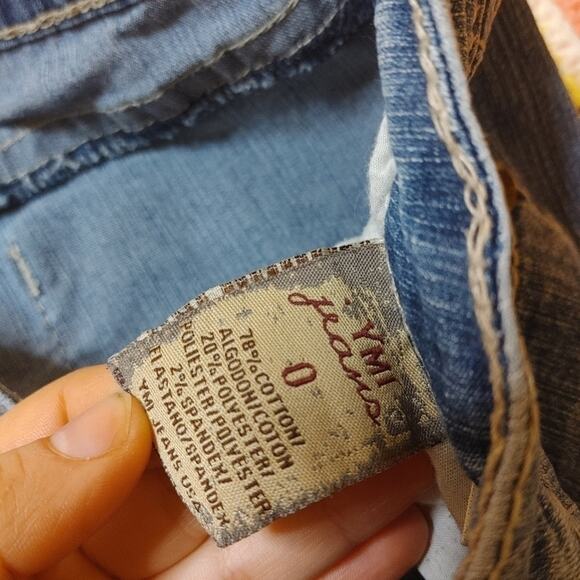 YMI
jeans
0
78% COTTON/
ALGODON/COTON
20% POLYESTER/
POLIESTER/POLYESTER
2% SPANDEX/
ELASTANO/SPANDEX
YMI JEANS USA